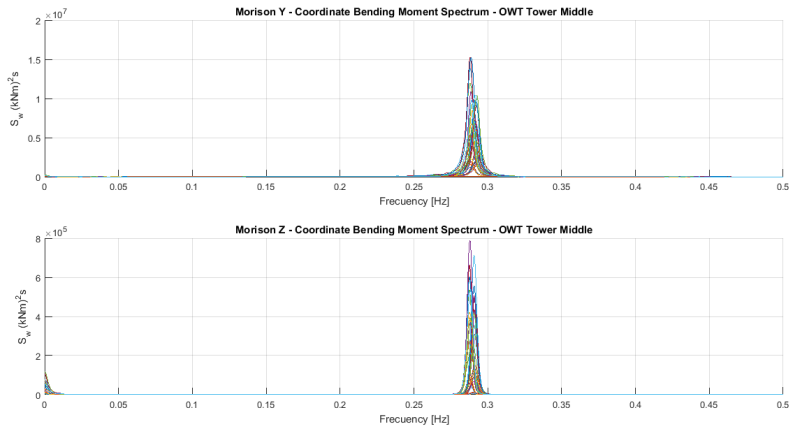 Morison Y - Coordinate Bending Moment Spectrum - OWT Tower Middle
×10⁷
2
1.5
1
0.5
0
S_w (kNm)²s
0 0.05 0.1 0.15 0.2 0.25 0.3 0.35 0.4 0.45 0.5
Frecuency [Hz]
Morison Z - Coordinate Bending Moment Spectrum - OWT Tower Middle
×10⁵
8
6
4
2
0
S_w (kNm)²s
0 0.05 0.1 0.15 0.2 0.25 0.3 0.35 0.4 0.45 0.5
Frecuency [Hz]